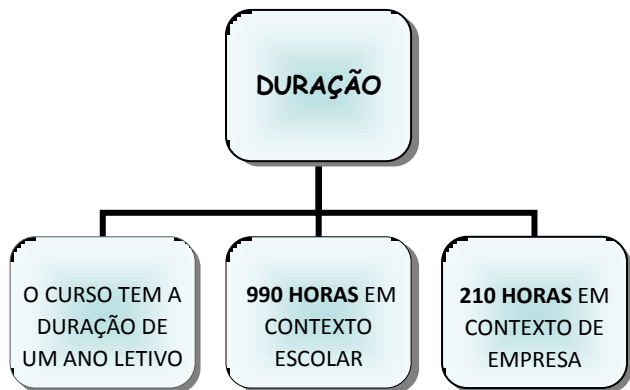 DURAÇÃO
O CURSO TEM A
DURAÇÃO DE
UM ANO LETIVO
990 HORAS EM
CONTEXTO
ESCOLAR
210 HORAS EM
CONTEXTO DE
EMPRESA